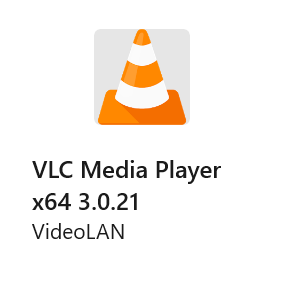 VLC Media Player
x64 3.0.21
VideoLAN